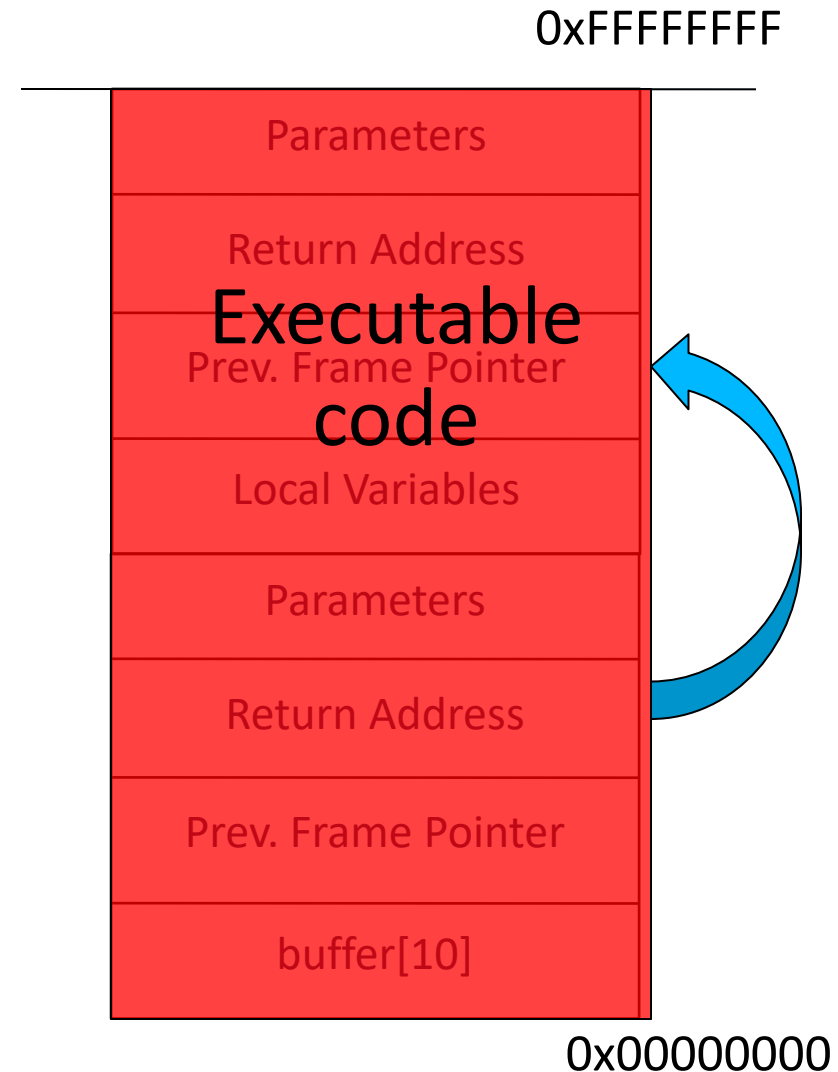 0xFFFFFFFF
Parameters
Return Address
Executable
Prev. Frame Pointer
code
Local Variables
Parameters
Return Address
Prev. Frame Pointer
buffer[10]
0x00000000